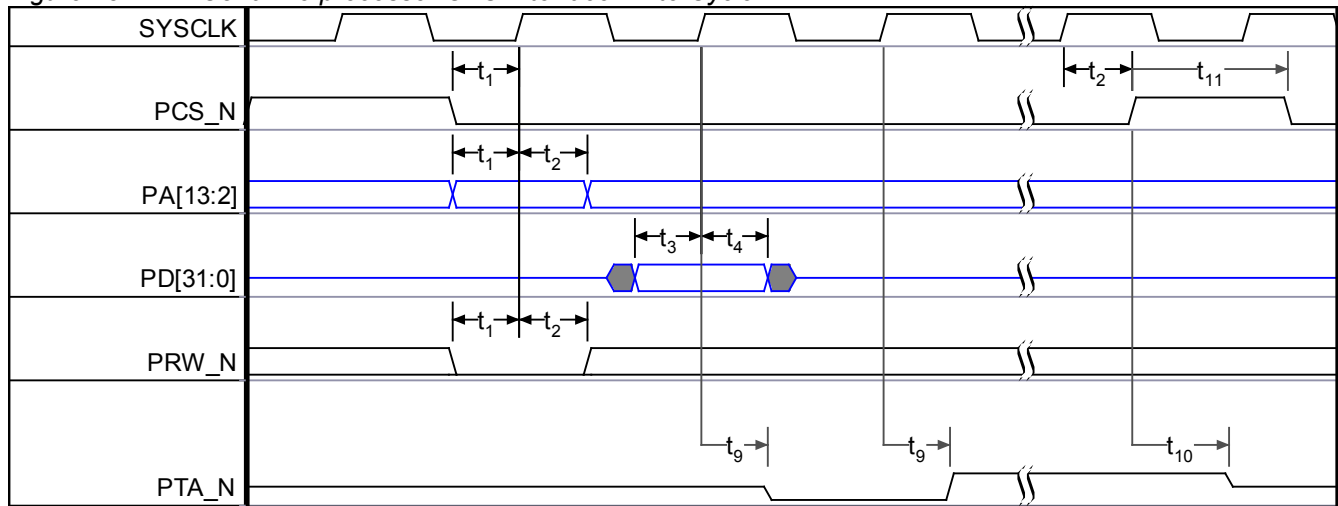 SYSCLK
t1 t2 t11
PCS_N
t1 t2
PA[13:2]
t3 t4
PD[31:0]
t1 t2
PRW_N
t9 t9 t10
PTA_N